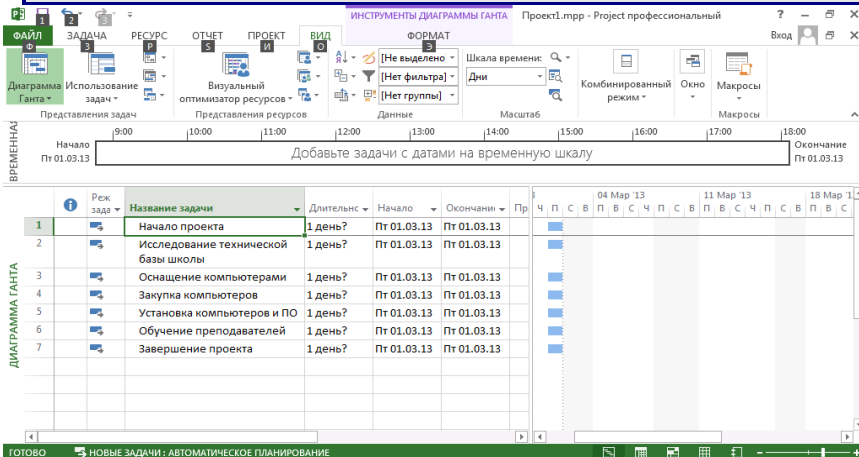 1 2 3
ИНСТРУМЕНТЫ ДИАГРАММЫ ГАНТА Проект1.mpp - Project профессиональный ?
ФАЙЛ ЗАДАЧА РЕСУРС ОТЧЕТ ПРОЕКТ ВИД ФОРМАТ Вход
Ф З Р S И О Э
[Не выделено] Шкала времени:
[Нет фильтра] Дни
[Нет группы]
Диаграмма Ганта
Использование задач
Визуальный оптимизатор ресурсов
Комбинированный режим
Окно
Макросы
Представления задач Представления ресурсов Данные Масштаб Макросы
9:00 10:00 11:00 12:00 13:00 14:00 15:00 16:00 17:00 18:00
Начало
Пт 01.03.13
Добавьте задачи с датами на временную шкалу
Окончание
Пт 01.03.13
Реж зада Название задачи Длительнс Начало Окончани Пр
04 Мар '13 11 Мар '13 18 Мар '1
Ч П С В П В С Ч П С В П В С Ч П С В П В С
1 Начало проекта 1 день? Пт 01.03.13 Пт 01.03.13
2 Исследование технической базы школы 1 день? Пт 01.03.13 Пт 01.03.13
3 Оснащение компьютерами 1 день? Пт 01.03.13 Пт 01.03.13
4 Закупка компьютеров 1 день? Пт 01.03.13 Пт 01.03.13
5 Установка компьютеров и ПО 1 день? Пт 01.03.13 Пт 01.03.13
6 Обучение преподавателей 1 день? Пт 01.03.13 Пт 01.03.13
7 Завершение проекта 1 день? Пт 01.03.13 Пт 01.03.13
ДИАГРАММА ГАНТА
ГОТОВО НОВЫЕ ЗАДАЧИ : АВТОМАТИЧЕСКОЕ ПЛАНИРОВАНИЕ